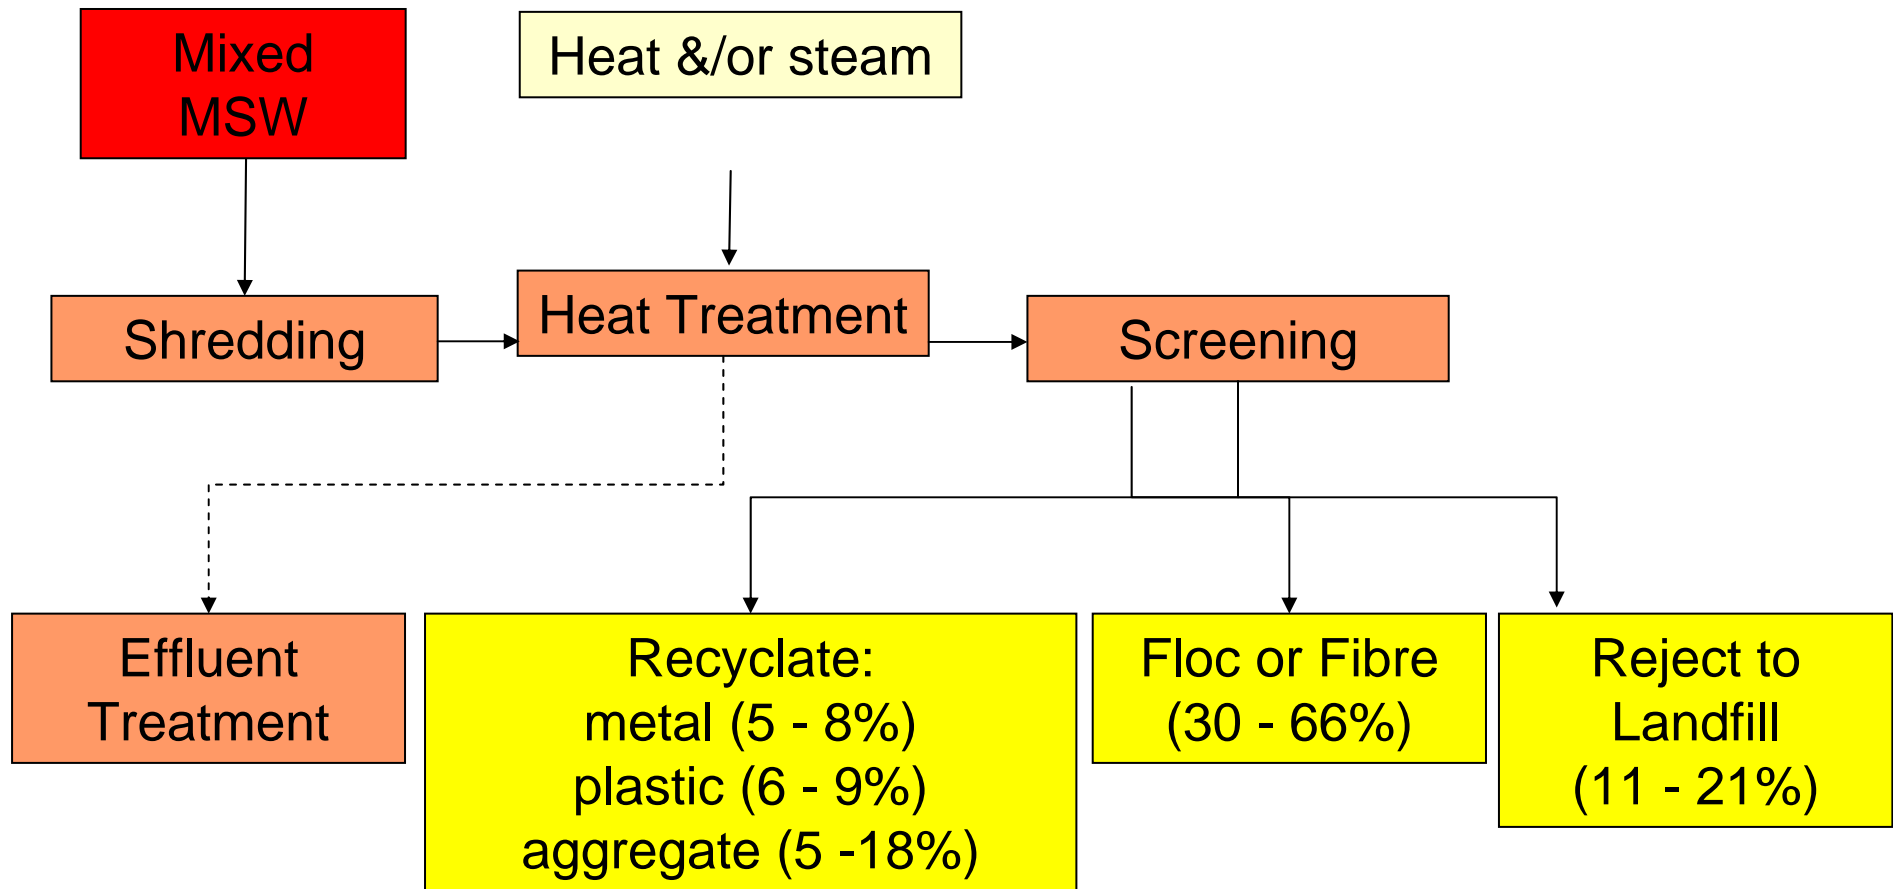 Mixed
MSW
Heat &/or steam
Shredding
Heat Treatment
Screening
Effluent
Treatment
Recyclate:
metal (5 - 8%)
plastic (6 - 9%)
aggregate (5 -18%)
Floc or Fibre
(30 - 66%)
Reject to
Landfill
(11 - 21%)